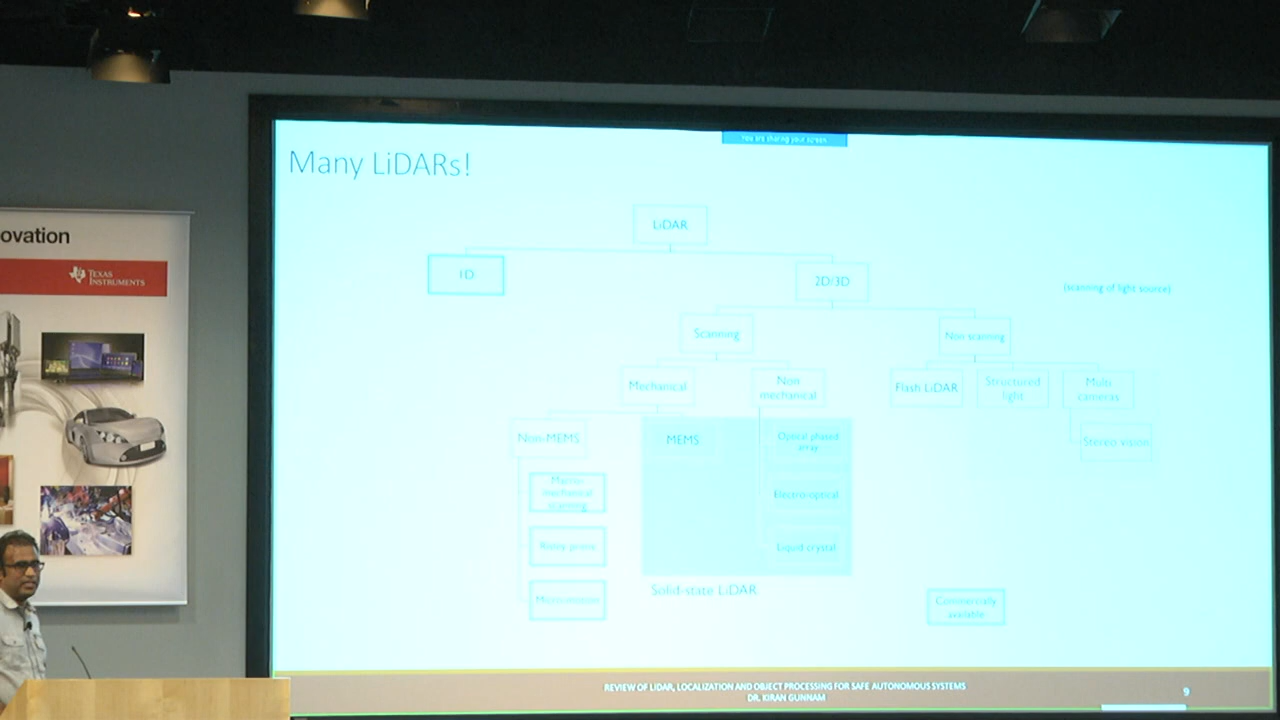 You are sharing your screen
Many LiDARs!
LiDAR
ovation
TEXAS
INSTRUMENTS
1D
2D/3D
(scanning of light source)
Scanning
Non scanning
Mechanical
Non
mechanical
Flash LiDAR
Structured
light
Multi
cameras
Non-MEMS
MEMS
Optical phased
array
Stereo vision
Macro-
mechanical
scanning
Electro-optical
Risley prisms
Liquid crystal
Solid-state LiDAR
Commercially
available
REVIEW OF LIDAR, LOCALIZATION AND OBJECT PROCESSING FOR SAFE AUTONOMOUS SYSTEMS
DR. KIRAN GUNNAM
9